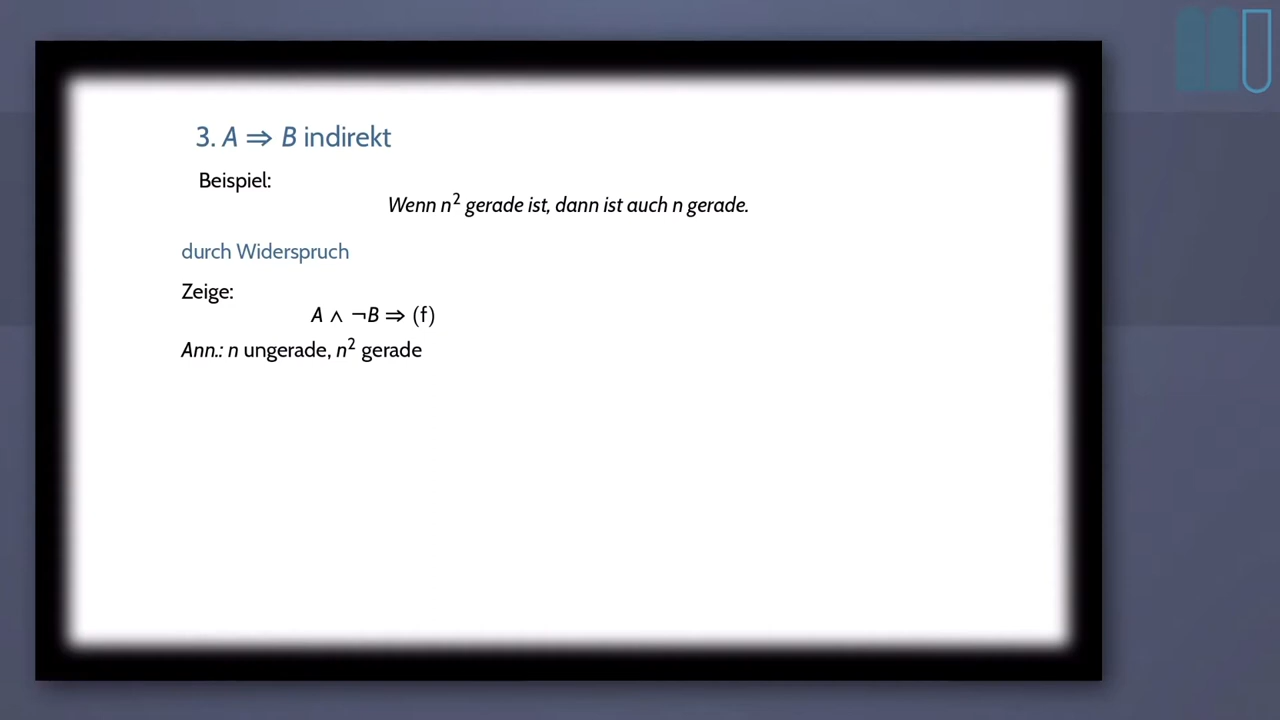 3. A ⇒ B indirekt
Beispiel:
Wenn n² gerade ist, dann ist auch n gerade.
durch Widerspruch
Zeige:
A ∧ ¬B ⇒ (f)
Ann.: n ungerade, n² gerade